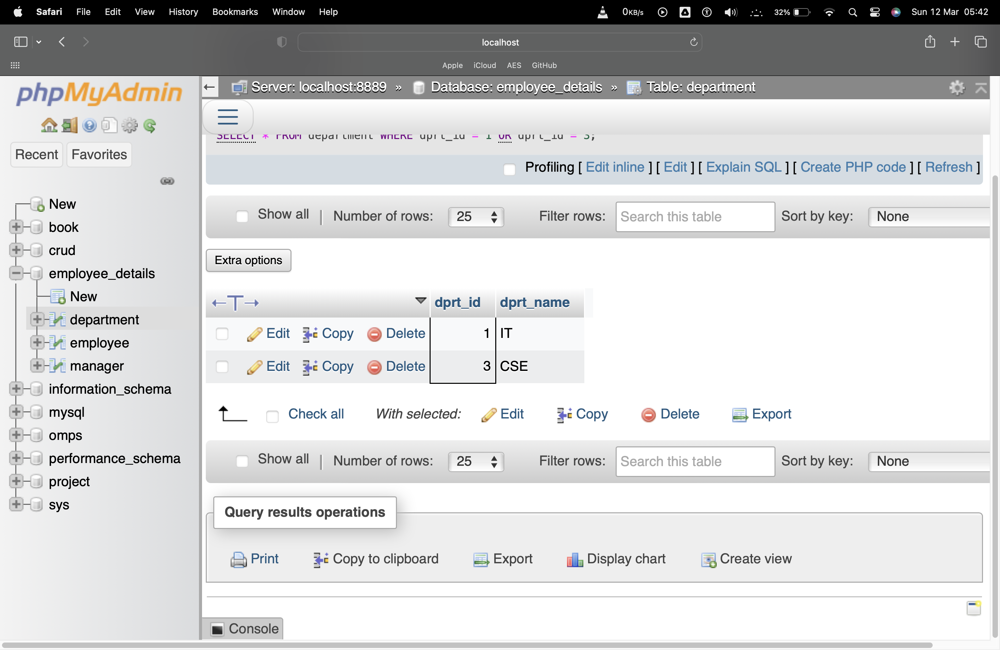 Safari File Edit View History Bookmarks Window Help 0KB/s 32% Sun 12 Mar 05:42
localhost
Apple iCloud AES GitHub
phpMyAdmin
Recent Favorites
New
book
crud
employee_details
New
department
employee
manager
information_schema
mysql
omps
performance_schema
project
sys
Server: localhost:8889 » Database: employee_details » Table: department
SELECT * FROM department WHERE dprt_id = 1 OR dprt_id = 3;
Profiling [ Edit inline ] [ Edit ] [ Explain SQL ] [ Create PHP code ] [ Refresh ]
Show all | Number of rows: 25 Filter rows: Search this table Sort by key: None
Extra options
←T→ dprt_id dprt_name
Edit Copy Delete 1 IT
Edit Copy Delete 3 CSE
Check all With selected: Edit Copy Delete Export
Show all | Number of rows: 25 Filter rows: Search this table Sort by key: None
Query results operations
Print Copy to clipboard Export Display chart Create view
Console